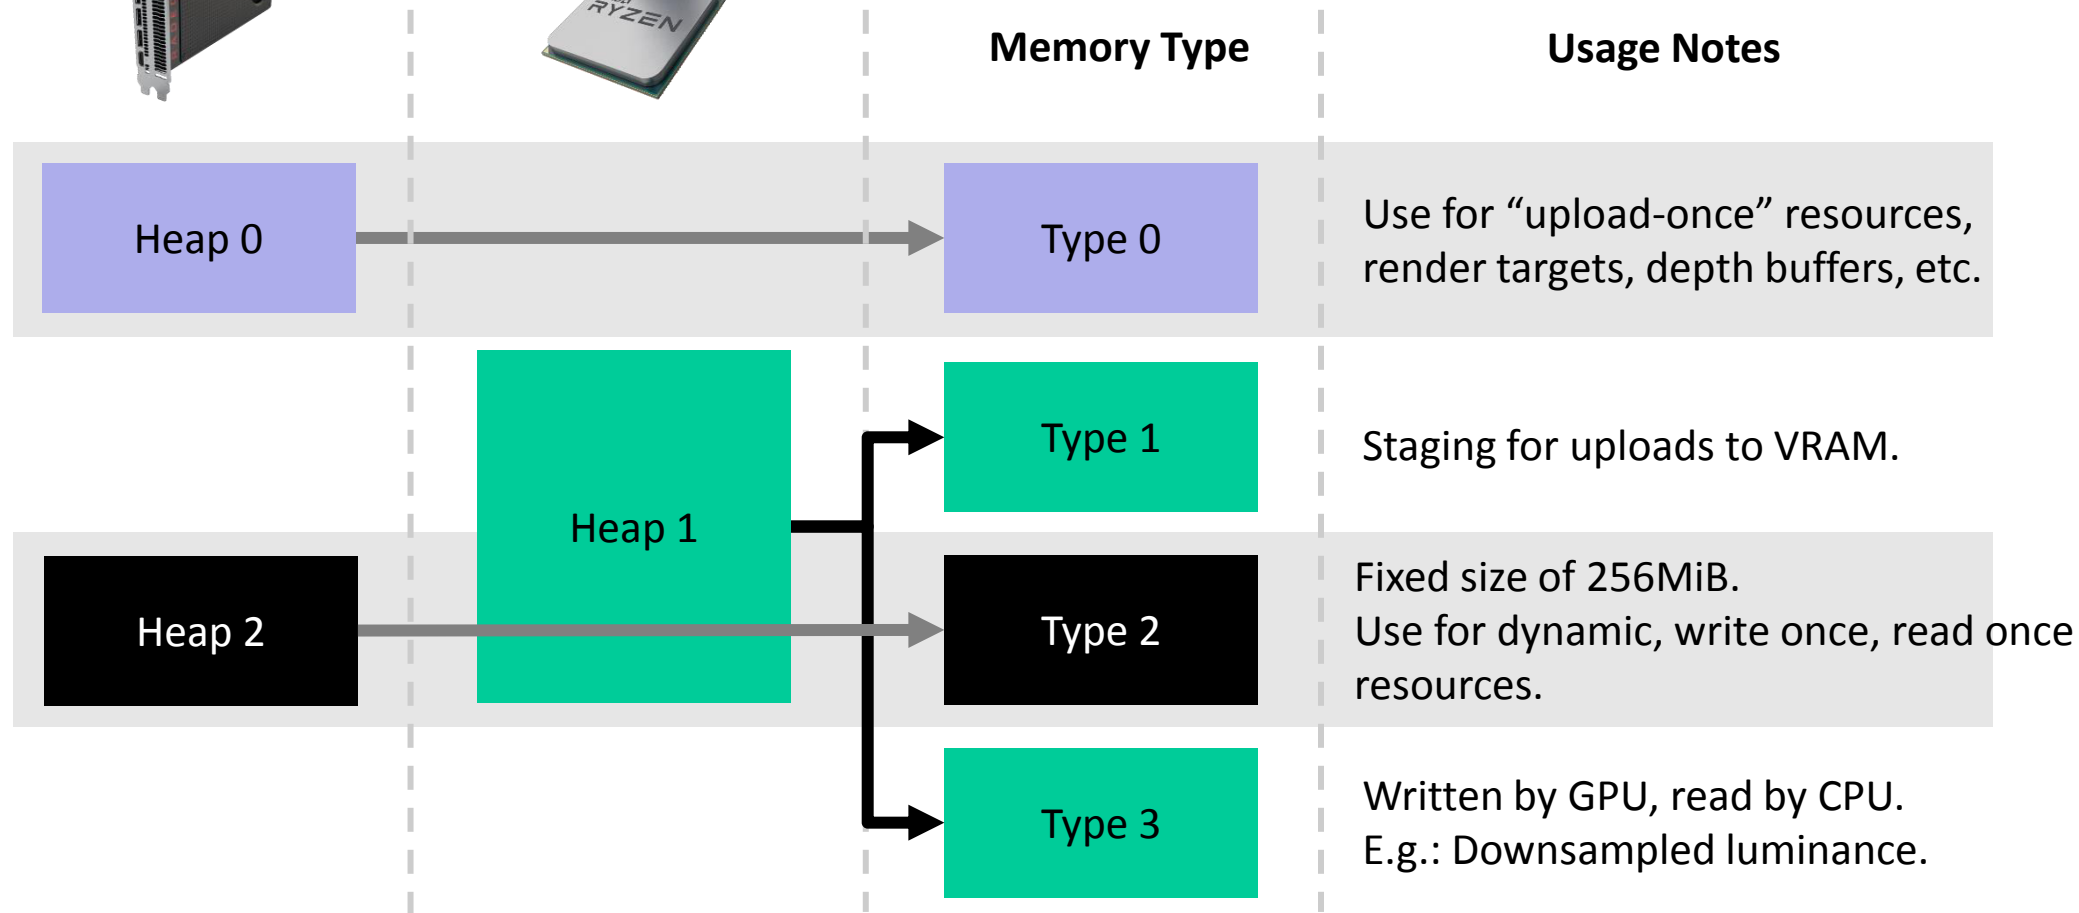 RYZEN
Memory Type
Usage Notes
Heap 0
Type 0
Use for “upload-once” resources,
render targets, depth buffers, etc.
Heap 1
Type 1
Staging for uploads to VRAM.
Heap 2
Type 2
Fixed size of 256MiB.
Use for dynamic, write once, read once
resources.
Type 3
Written by GPU, read by CPU.
E.g.: Downsampled luminance.